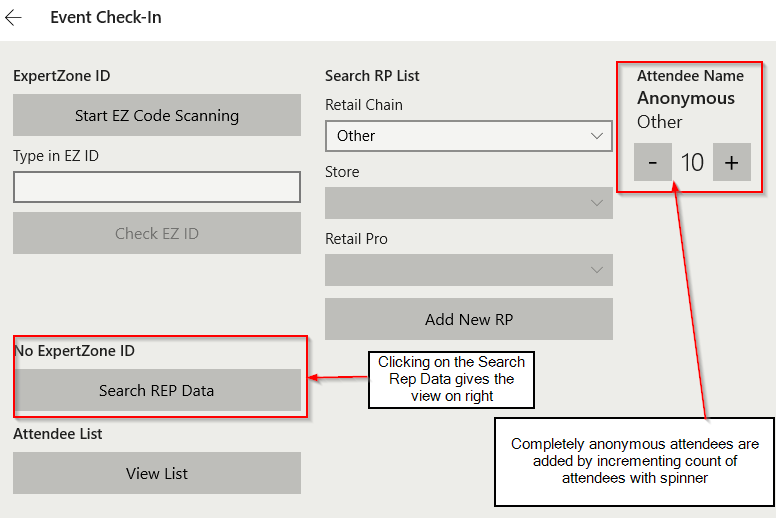 Event Check-In
ExpertZone ID
Start EZ Code Scanning
Type in EZ ID
Check EZ ID
No ExpertZone ID
Search REP Data
Attendee List
View List
Search RP List
Retail Chain
Other
Store
Retail Pro
Add New RP
Clicking on the Search
Rep Data gives the
view on right
Attendee Name
Anonymous
Other
- 10 +
Completely anonymous attendees are
added by incrementing count of
attendees with spinner